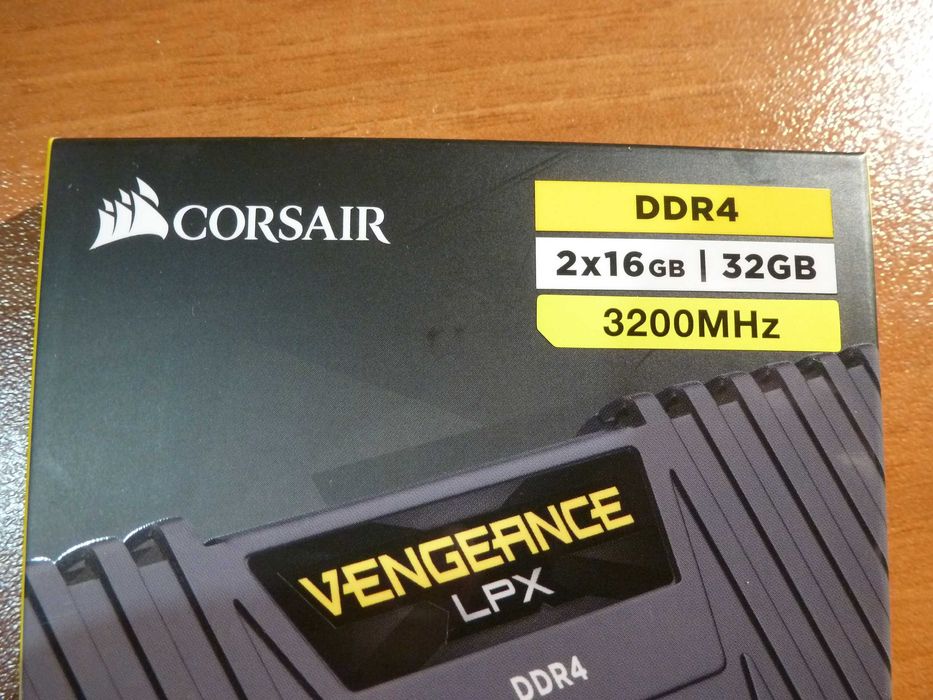 CORSAIR
DDR4
2x16GB | 32GB
3200MHz
VENGEANCE
LPX
DDR4